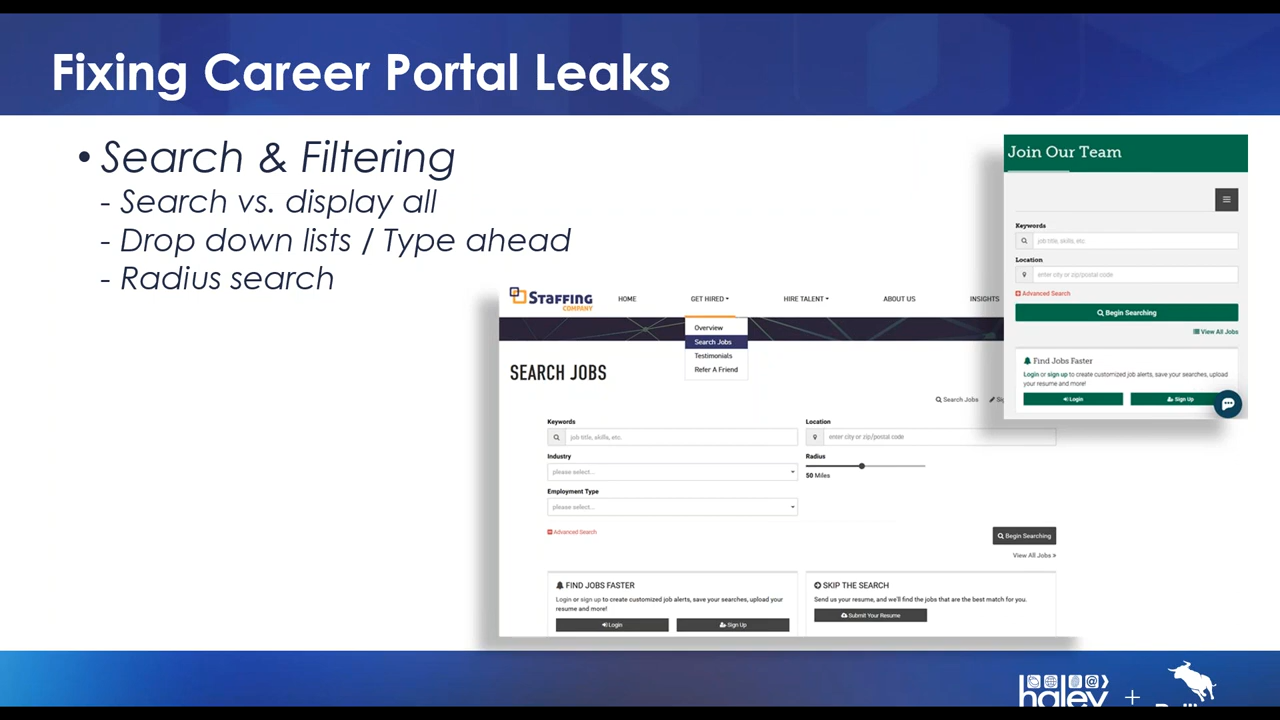 Fixing Career Portal Leaks
• Search & Filtering
- Search vs. display all
- Drop down lists / Type ahead
- Radius search
STAFFING
COMPANY
HOME
GET HIRED
HIRE TALENT
ABOUT US
INSIGHTS
Overview
Search Jobs
Testimonials
Refer A Friend
SEARCH JOBS
Search Jobs
Keywords
job title, skills, etc.
Location
enter city or zip/postal code
Industry
please select...
Radius
50 Miles
Employment Type
please select...
Advanced Search
Begin Searching
View All Jobs »
FIND JOBS FASTER
Login or sign up to create customized job alerts, save your searches, upload your
resume and more!
Login
Sign Up
SKIP THE SEARCH
Send us your resume, and we'll find the jobs that are the best match for you.
Submit Your Resume
Join Our Team
Keywords
job title, skills, etc.
Location
enter city or zip/postal code
Advanced Search
Begin Searching
View All Jobs
Find Jobs Faster
Login or sign up to create customized job alerts, save your searches, upload
your resume and more!
Login
Sign Up
haley
+